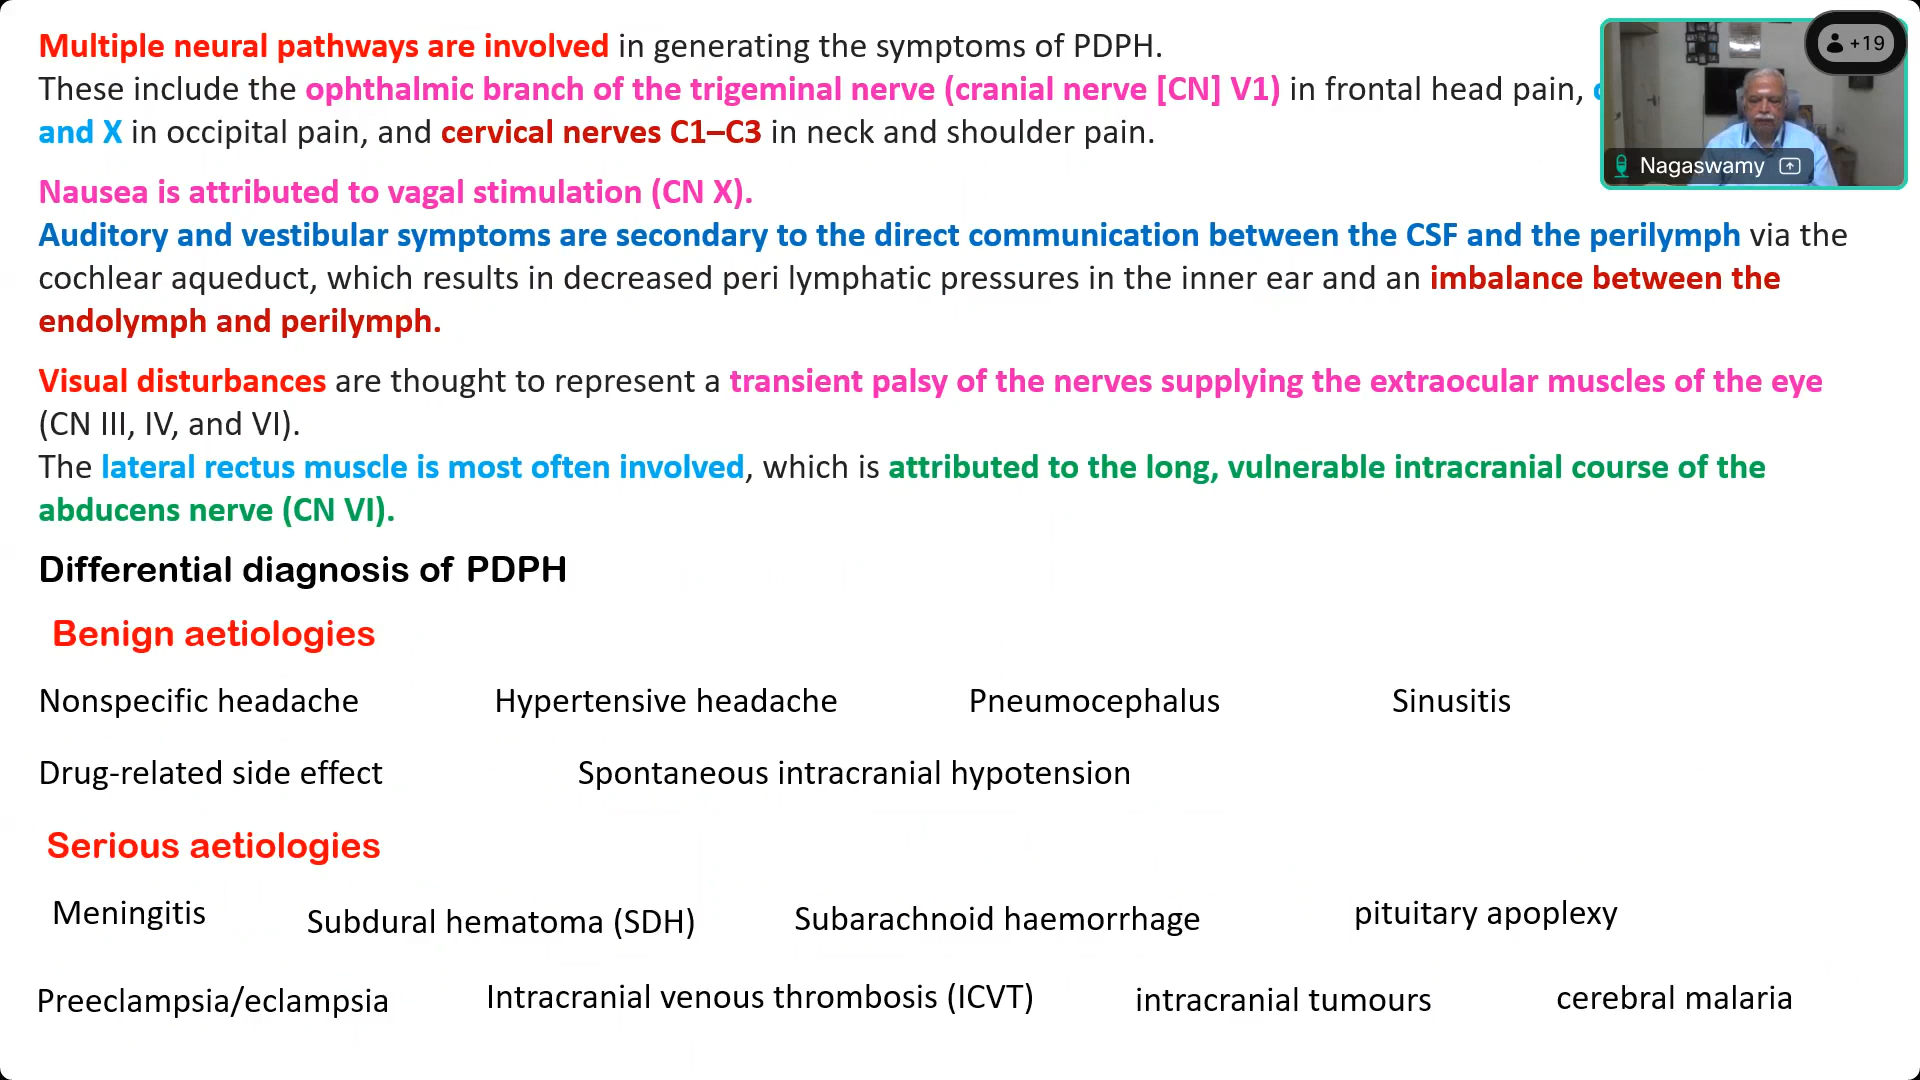 Multiple neural pathways are involved in generating the symptoms of PDPH.
These include the ophthalmic branch of the trigeminal nerve (cranial nerve [CN] V1) in frontal head pain,
and X in occipital pain, and cervical nerves C1–C3 in neck and shoulder pain.
Nausea is attributed to vagal stimulation (CN X).
Auditory and vestibular symptoms are secondary to the direct communication between the CSF and the perilymph via the
cochlear aqueduct, which results in decreased peri lymphatic pressures in the inner ear and an imbalance between the
endolymph and perilymph.
Visual disturbances are thought to represent a transient palsy of the nerves supplying the extraocular muscles of the eye
(CN III, IV, and VI).
The lateral rectus muscle is most often involved, which is attributed to the long, vulnerable intracranial course of the
abducens nerve (CN VI).
Differential diagnosis of PDPH
Benign aetiologies
Nonspecific headache Hypertensive headache Pneumocephalus Sinusitis
Drug-related side effect Spontaneous intracranial hypotension
Serious aetiologies
Meningitis Subdural hematoma (SDH) Subarachnoid haemorrhage pituitary apoplexy
Preeclampsia/eclampsia Intracranial venous thrombosis (ICVT) intracranial tumours cerebral malaria
+19
Nagaswamy